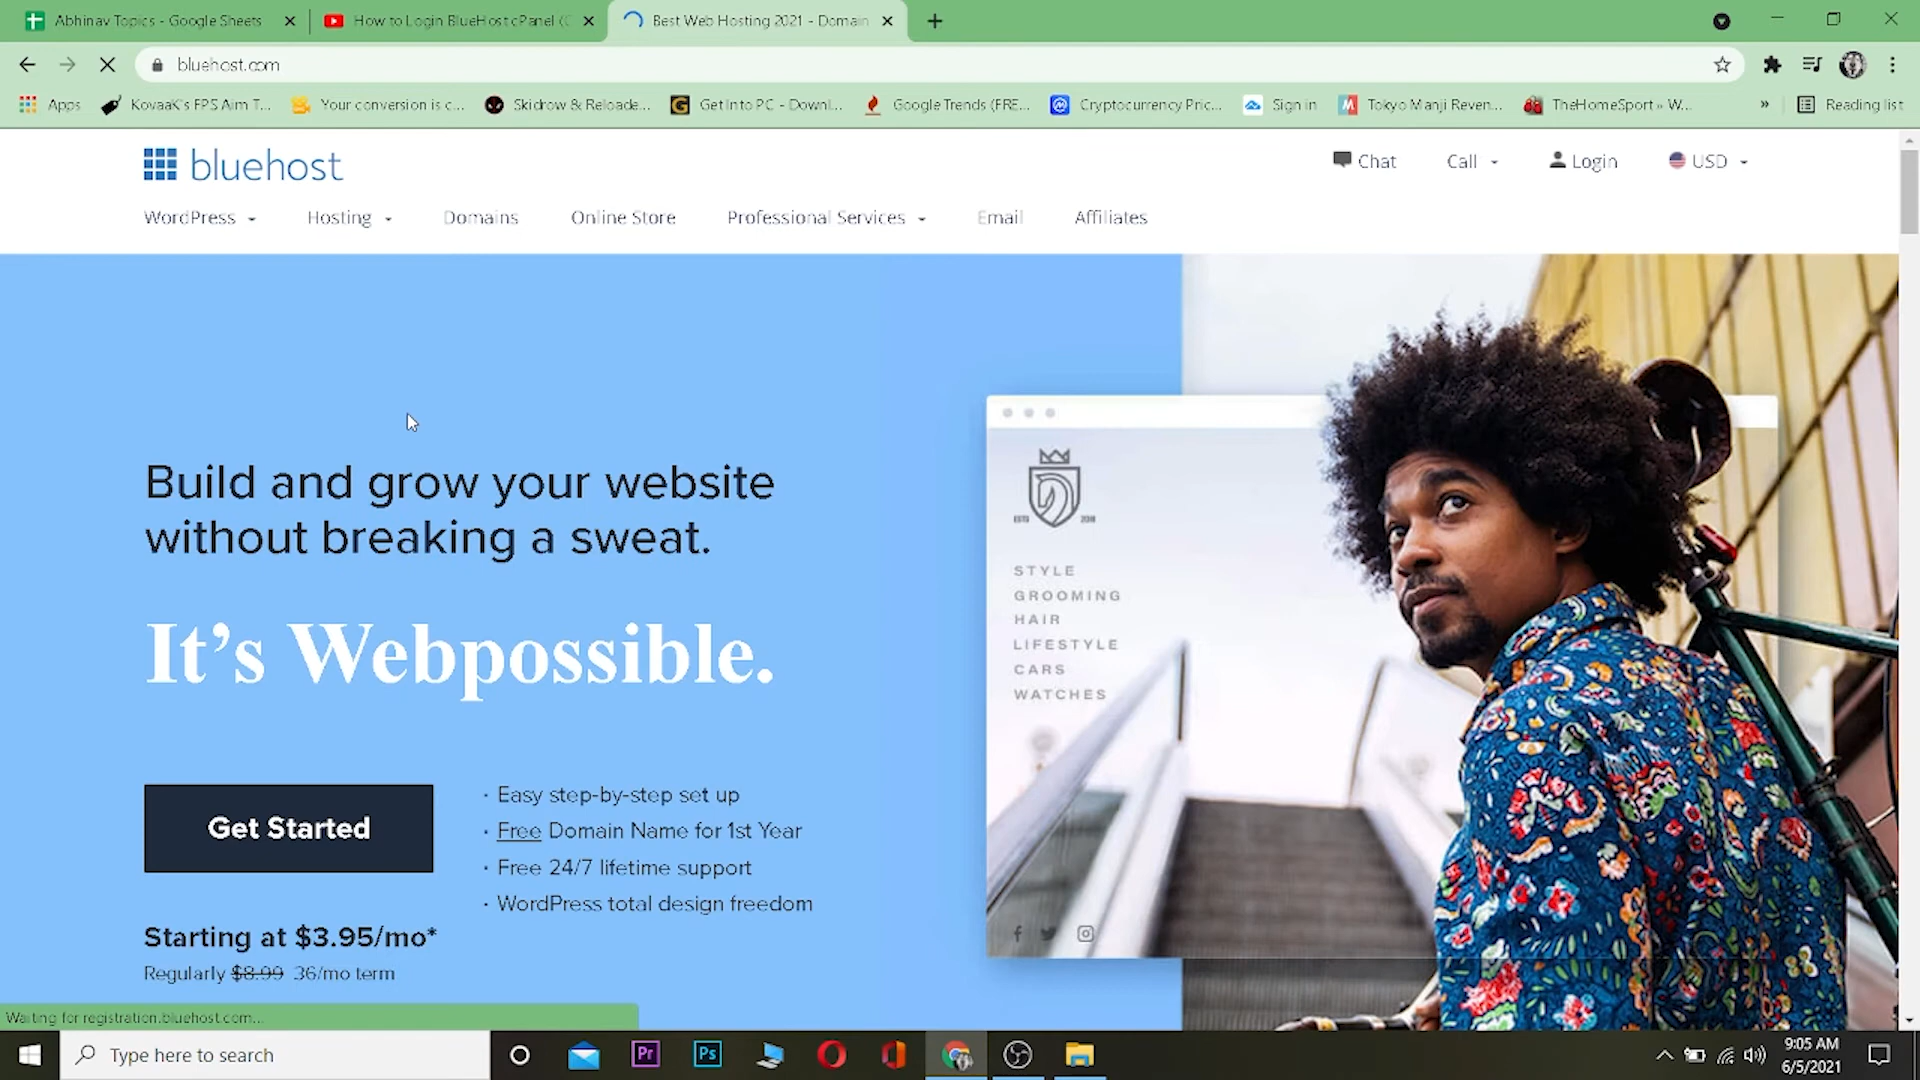 Abhinav Topics - Google Sheets
How to Login BlueHost cPanel (C
Best Web Hosting 2021 - Domain
bluehost.com
Apps
KovaaK's FPS Aim T...
Your conversion is c...
Skidrow & Reloade...
Get Into PC - Downl...
Google Trends (FRE...
Cryptocurrency Pric...
Sign in
Tokyo Manji Reven...
TheHomeSport » W...
»
Reading list
bluehost
Chat
Call
Login
USD
WordPress
Hosting
Domains
Online Store
Professional Services
Email
Affiliates
Build and grow your website
without breaking a sweat.
It's Webpossible.
Get Started
· Easy step-by-step set up
· Free Domain Name for 1st Year
· Free 24/7 lifetime support
· WordPress total design freedom
Starting at $3.95/mo*
Regularly $8.99 36/mo term
STYLE
GROOMING
HAIR
LIFESTYLE
CARS
WATCHES
Waiting for registration.bluehost.com...
Type here to search
Pr
Ps
9:05 AM
6/5/2021